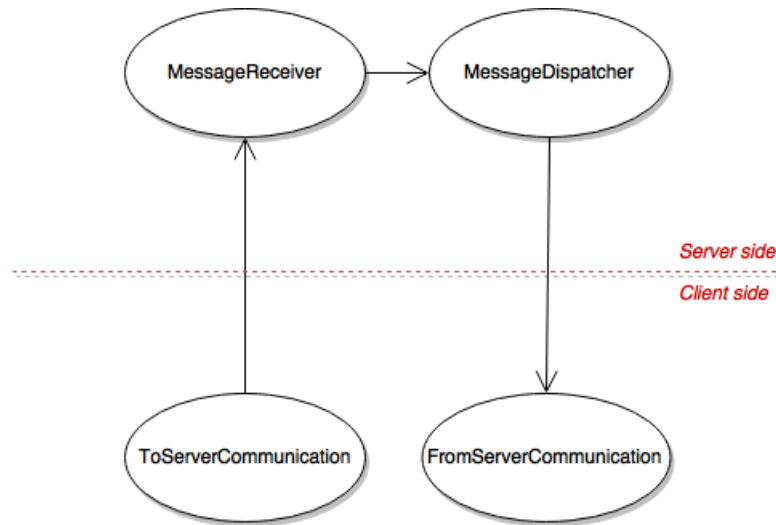 MessageReceiver
MessageDispatcher
Server side
Client side
ToServerCommunication
FromServerCommunication